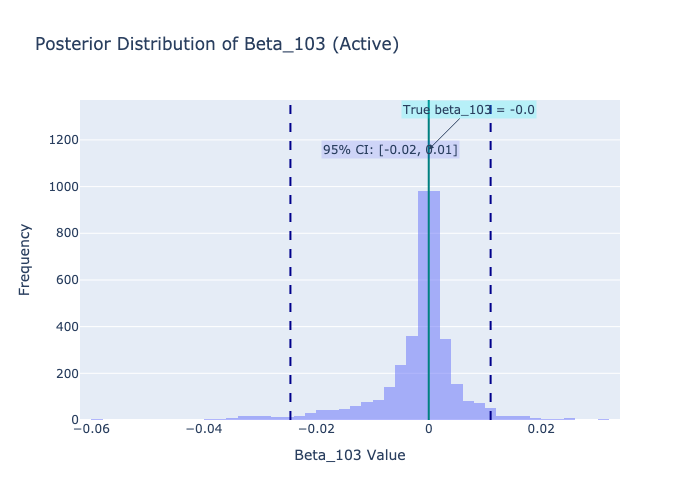 Posterior Distribution of Beta_103 (Active)
True beta_103 = -0.0
95% CI: [-0.02, 0.01]
1200
1000
800
600
400
200
0
Frequency
−0.06
−0.04
−0.02
0
0.02
Beta_103 Value